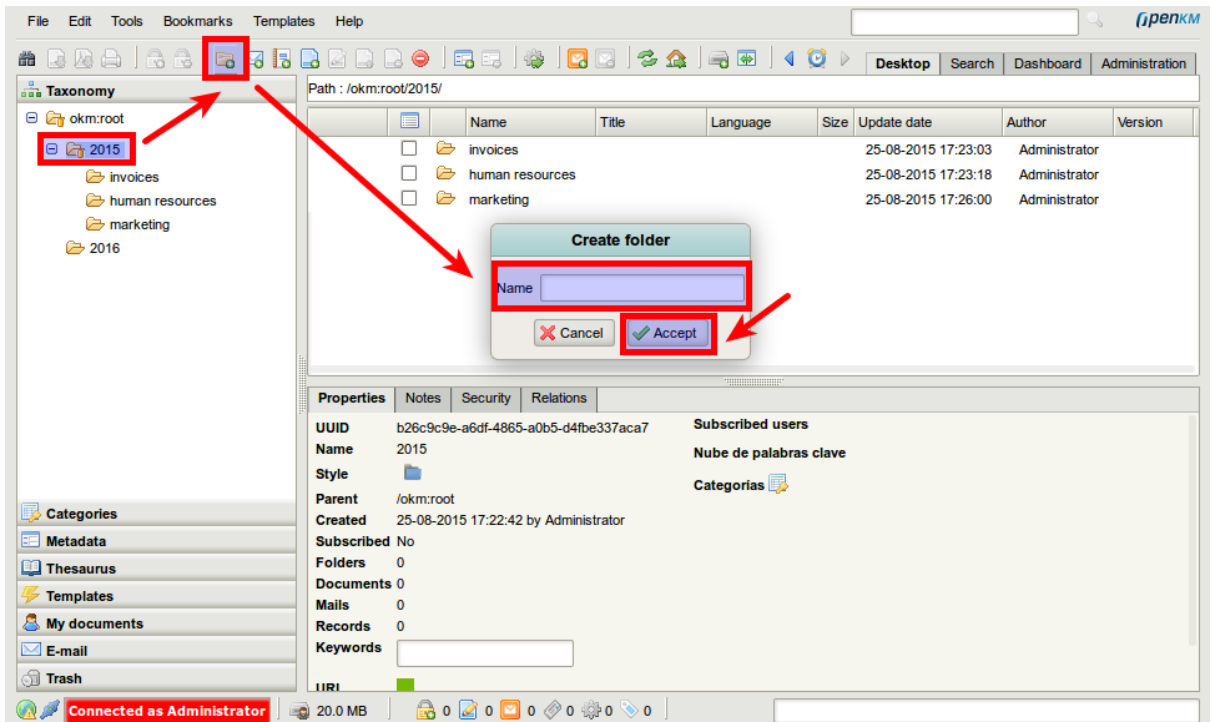 File Edit Tools Bookmarks Templates Help
OpenKM
Desktop Search Dashboard Administration
Taxonomy
Path : /okm:root/2015/
okm:root
2015
invoices
human resources
marketing
2016
Name Title Language Size Update date Author Version
invoices 25-08-2015 17:23:03 Administrator
human resources 25-08-2015 17:23:18 Administrator
marketing 25-08-2015 17:26:00 Administrator
Create folder
Name
Cancel Accept
Properties Notes Security Relations
UUID b26c9c9e-a6df-4865-a0b5-d4fbe337aca7
Name 2015
Style
Parent /okm:root
Created 25-08-2015 17:22:42 by Administrator
Subscribed No
Folders 0
Documents 0
Mails 0
Records 0
Keywords
URL
Subscribed users
Nube de palabras clave
Categorías
Categories
Metadata
Thesaurus
Templates
My documents
E-mail
Trash
Connected as Administrator 20.0 MB 0 0 0 0 0 0